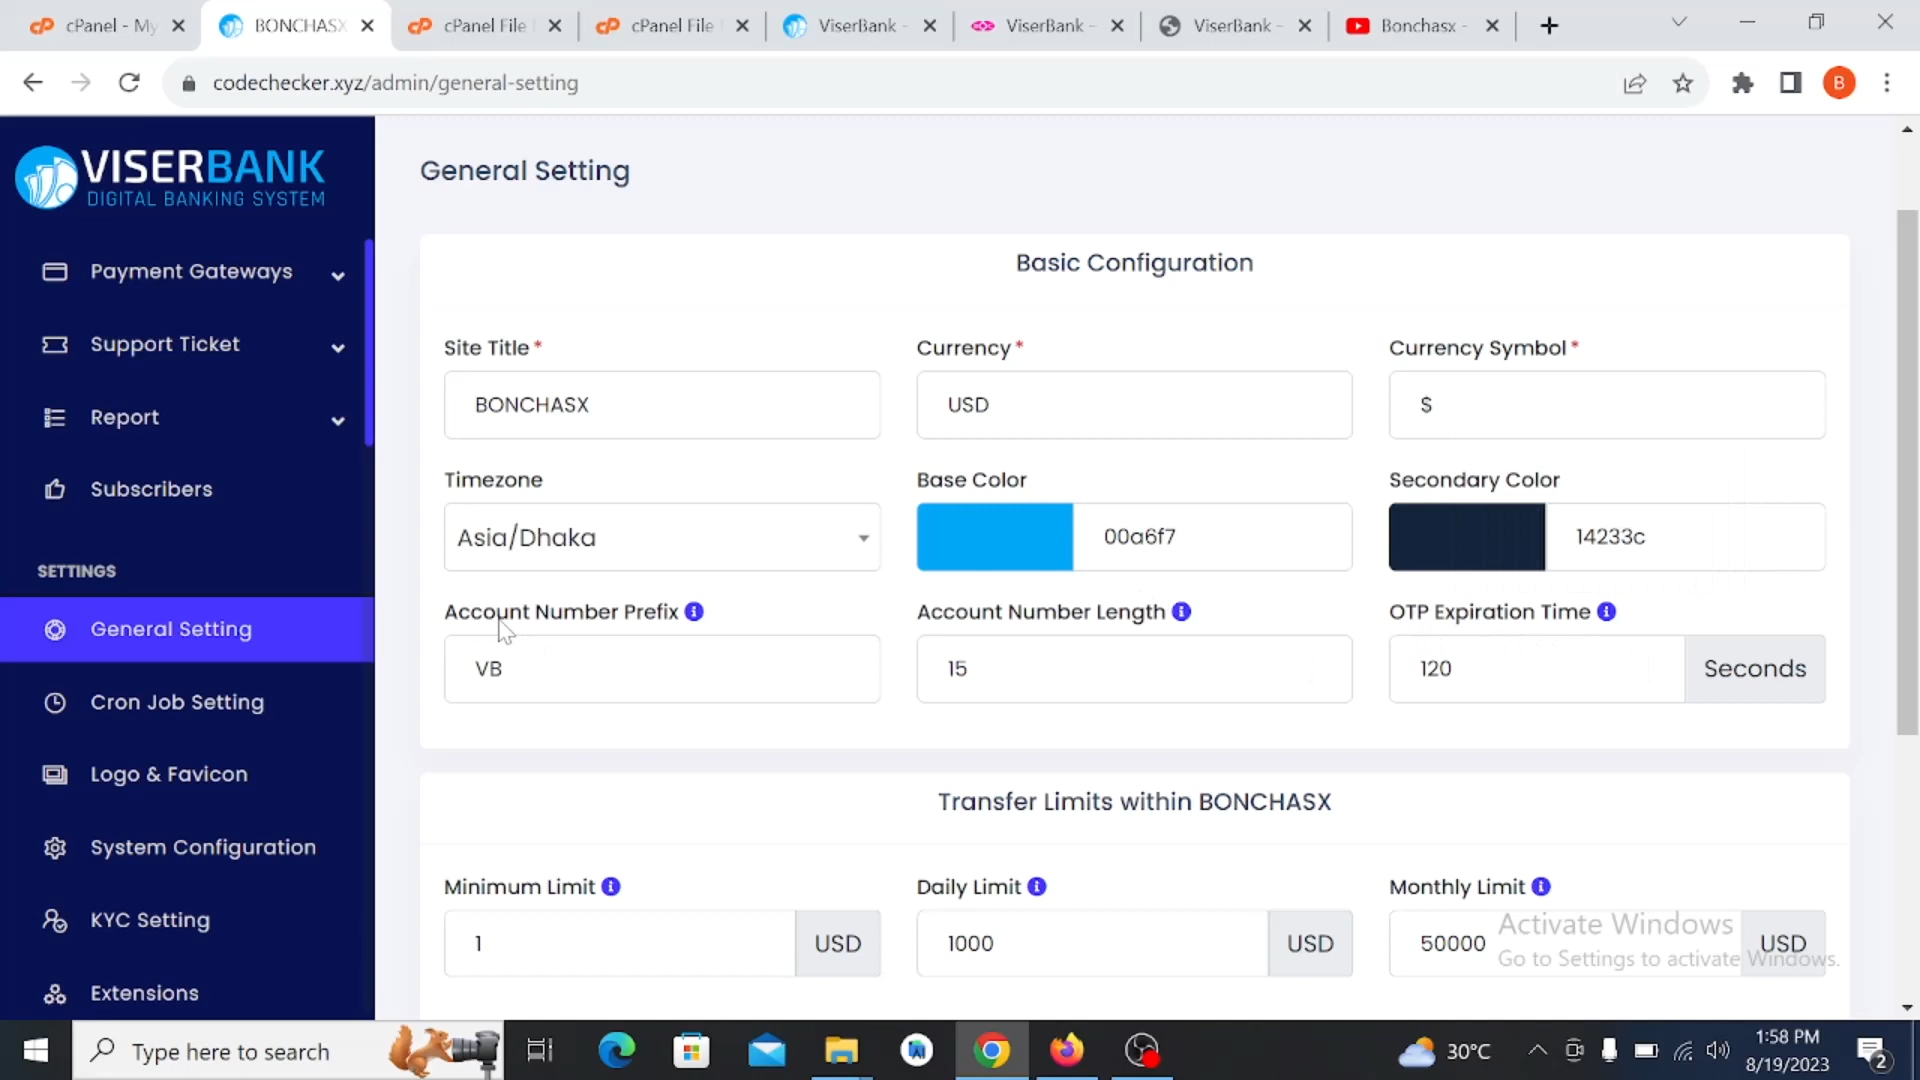 cPanel - My
BONCHASX
cPanel File
cPanel File
ViserBank -
ViserBank -
ViserBank -
Bonchasx -
codechecker.xyz/admin/general-setting
B
VISERBANK
DIGITAL BANKING SYSTEM
Payment Gateways
Support Ticket
Report
Subscribers
SETTINGS
General Setting
Cron Job Setting
Logo & Favicon
System Configuration
KYC Setting
Extensions
General Setting
Basic Configuration
Site Title *
Currency *
Currency Symbol *
BONCHASX
USD
$
Timezone
Base Color
Secondary Color
Asia/Dhaka
00a6f7
14233c
Account Number Prefix
Account Number Length
OTP Expiration Time
VB
15
120
Seconds
Transfer Limits within BONCHASX
Minimum Limit
Daily Limit
Monthly Limit
1
USD
1000
USD
50000
USD
Activate Windows
Go to Settings to activate Windows.
Type here to search
30°C
1:58 PM
8/19/2023
2